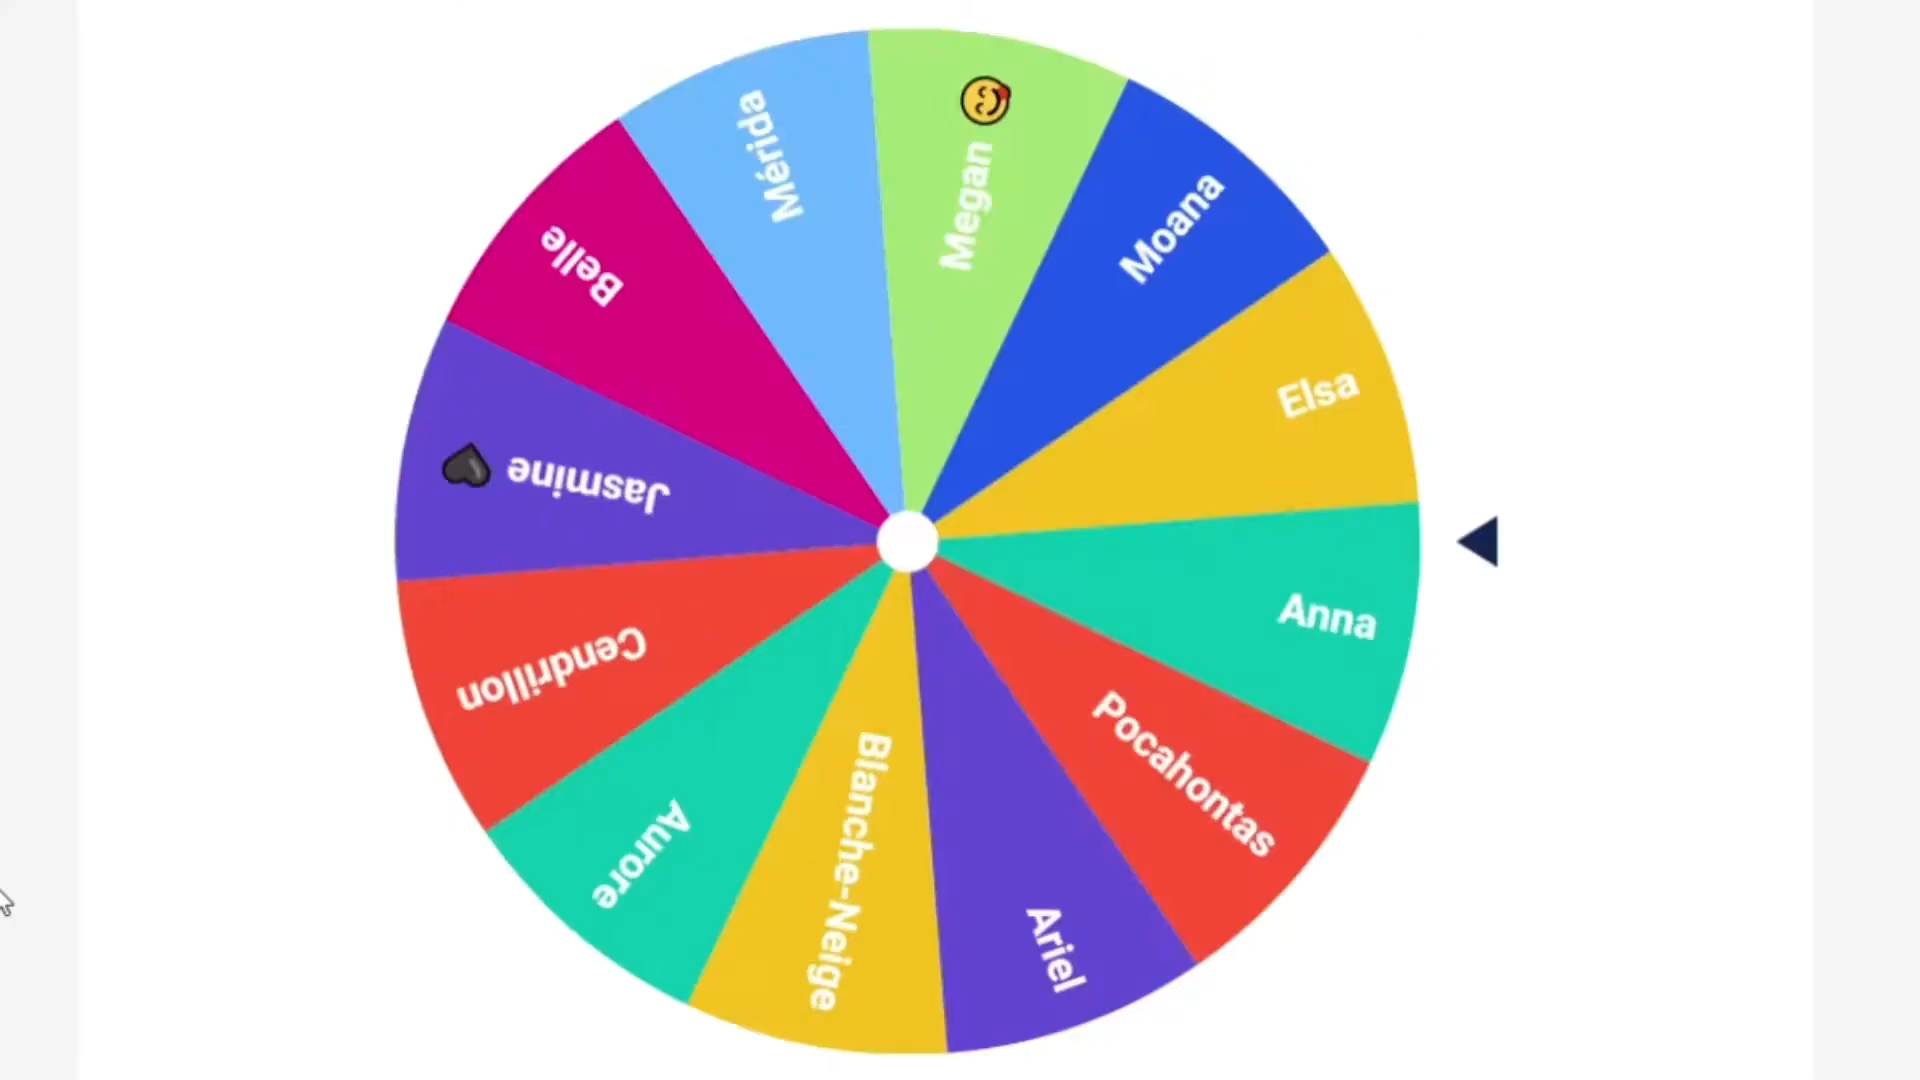 Megan 🥰
Moana
Elsa
Anna
Pocahontas
Ariel
Blanche-Neige
Aurore
Cendrillon
Jasmine 🖤
Belle
Mérida